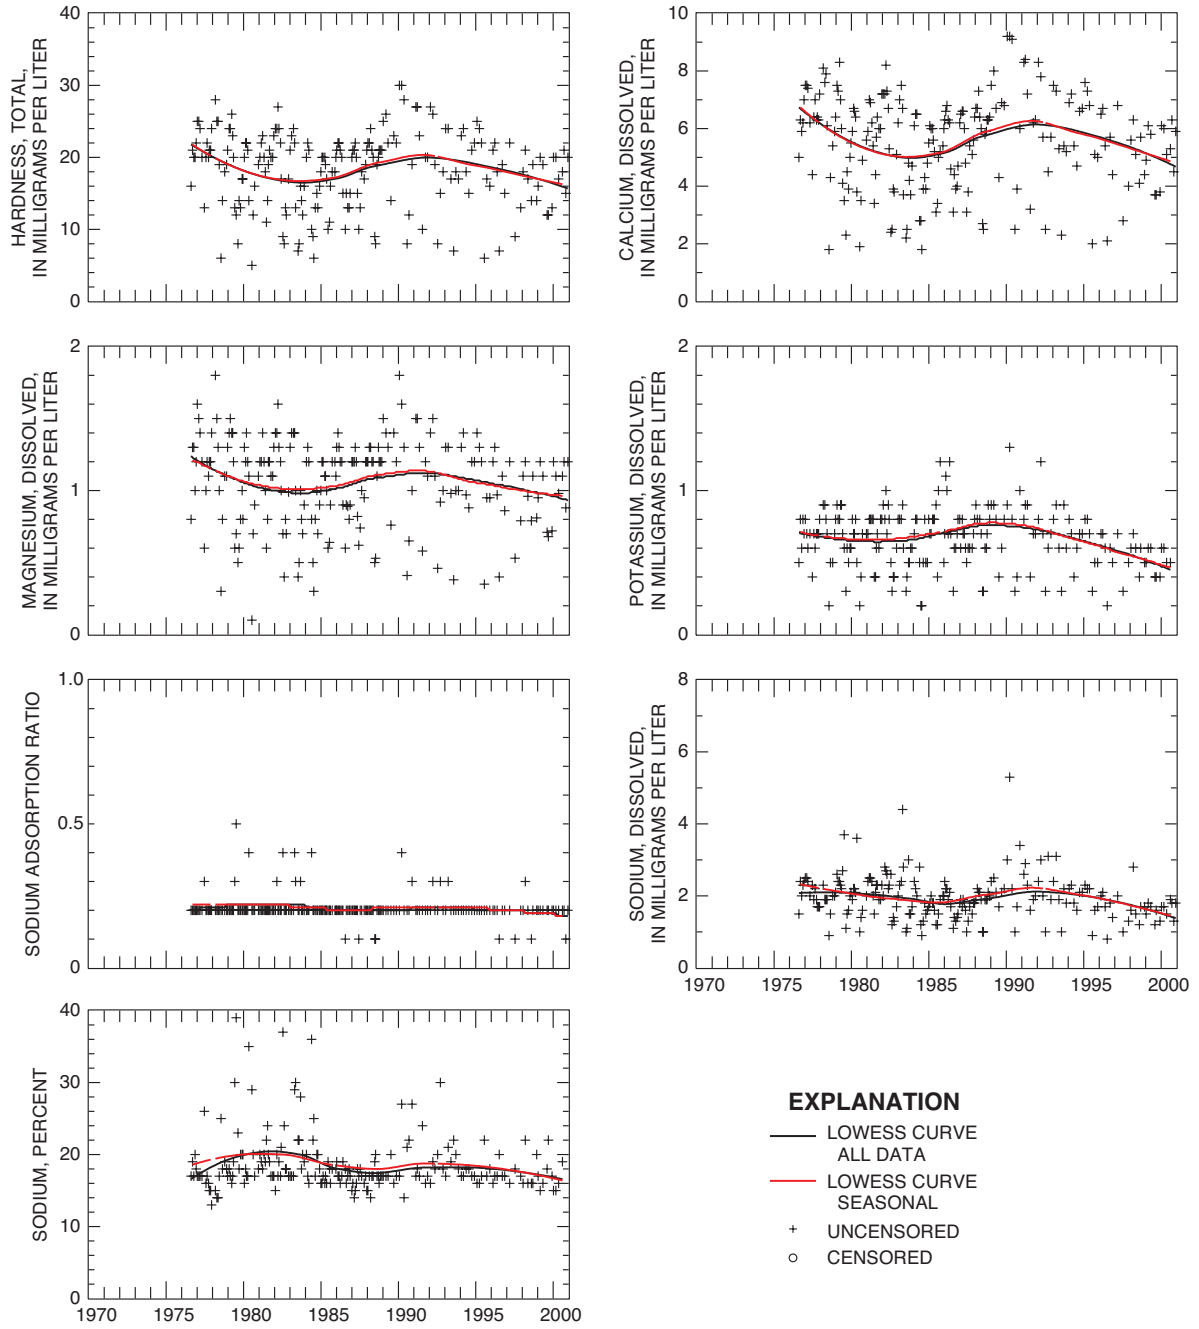 HARDNESS, TOTAL,
IN MILLIGRAMS PER LITER
40
30
20
10
0
CALCIUM, DISSOLVED,
IN MILLIGRAMS PER LITER
10
8
6
4
2
0
MAGNESIUM, DISSOLVED,
IN MILLIGRAMS PER LITER
2
1
0
POTASSIUM, DISSOLVED,
IN MILLIGRAMS PER LITER
2
1
0
SODIUM ADSORPTION RATIO
1.0
0.5
0
SODIUM, DISSOLVED,
IN MILLIGRAMS PER LITER
8
6
4
2
0
1970 1975 1980 1985 1990 1995 2000
SODIUM, PERCENT
40
30
20
10
0
1970 1975 1980 1985 1990 1995 2000
EXPLANATION
LOWESS CURVE
ALL DATA
LOWESS CURVE
SEASONAL
UNCENSORED
CENSORED